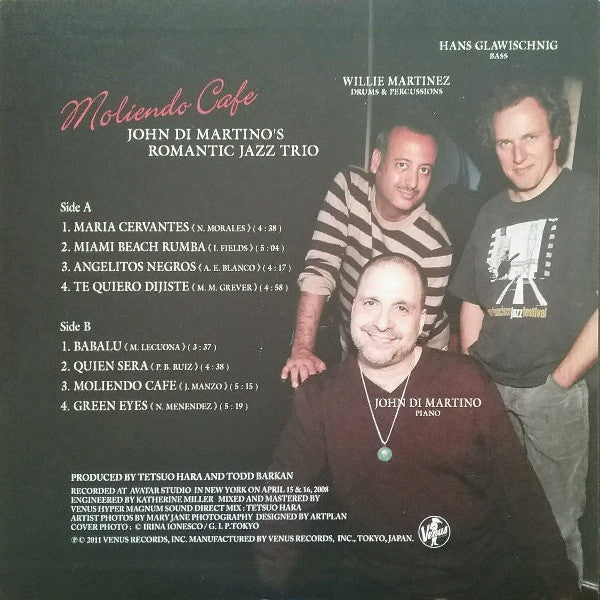 HANS GLAWISCHNIG
BASS
WILLIE MARTINEZ
DRUMS & PERCUSSIONS
Moliendo Cafe
JOHN DI MARTINO'S
ROMANTIC JAZZ TRIO
Side A
1. MARIA CERVANTES《N. MORALES》( 4 : 38 )
2. MIAMI BEACH RUMBA《I. FIELDS》( 5 : 04 )
3. ANGELITOS NEGROS《A. E. BLANCO》( 4 : 17 )
4. TE QUIERO DIJISTE《M. M. GREVER》( 4 : 58 )
Side B
1. BABALU《M. LECUONA》( 3 : 37 )
2. QUIEN SERA《P. B. RUIZ》( 4 : 38 )
3. MOLIENDO CAFE《J. MANZO》( 5 : 15 )
4. GREEN EYES《N. MENENDEZ》( 5 : 19 )
jazzfestival
JOHN DI MARTINO
PIANO
PRODUCED BY TETSUO HARA AND TODD BARKAN
RECORDED AT AVATAR STUDIO IN NEW YORK ON APRIL 15 & 16, 2008
ENGINEERED BY KATHERINE MILLER MIXED AND MASTERED BY
VENUS HYPER MAGNUM SOUND DIRECT MIX : TETSUO HARA
ARTIST PHOTOS BY MARY JANE PHOTOGRAPHY DESIGNED BY ARTPLAN
COVER PHOTO : © IRINA IONESCO / G. I. P. TOKYO
℗ © 2011 VENUS RECORDS, INC. MANUFACTURED BY VENUS RECORDS, INC., TOKYO, JAPAN.
Venus